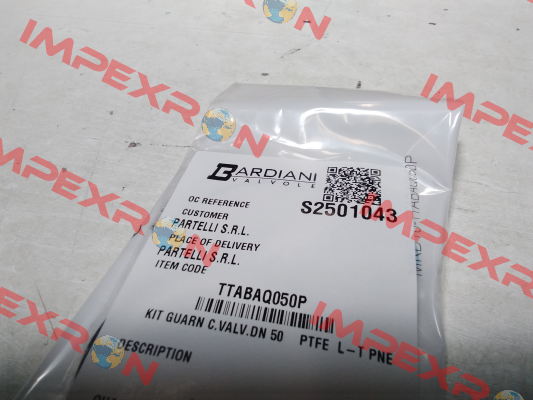 BARDIANI
VALVOLE
OC REFERENCE
S2501043
CUSTOMER
PARTELLI S.R.L.
PLACE OF DELIVERY
PARTELLI S.R.L.
ITEM CODE
TTABAQ050P
KIT GUARN C.VALV.DN 50 PTFE L-T PNE
DESCRIPTION
IMPEXRON
IMPEXRON
IMPEXRON
IMPEXRON
IMPEXRON